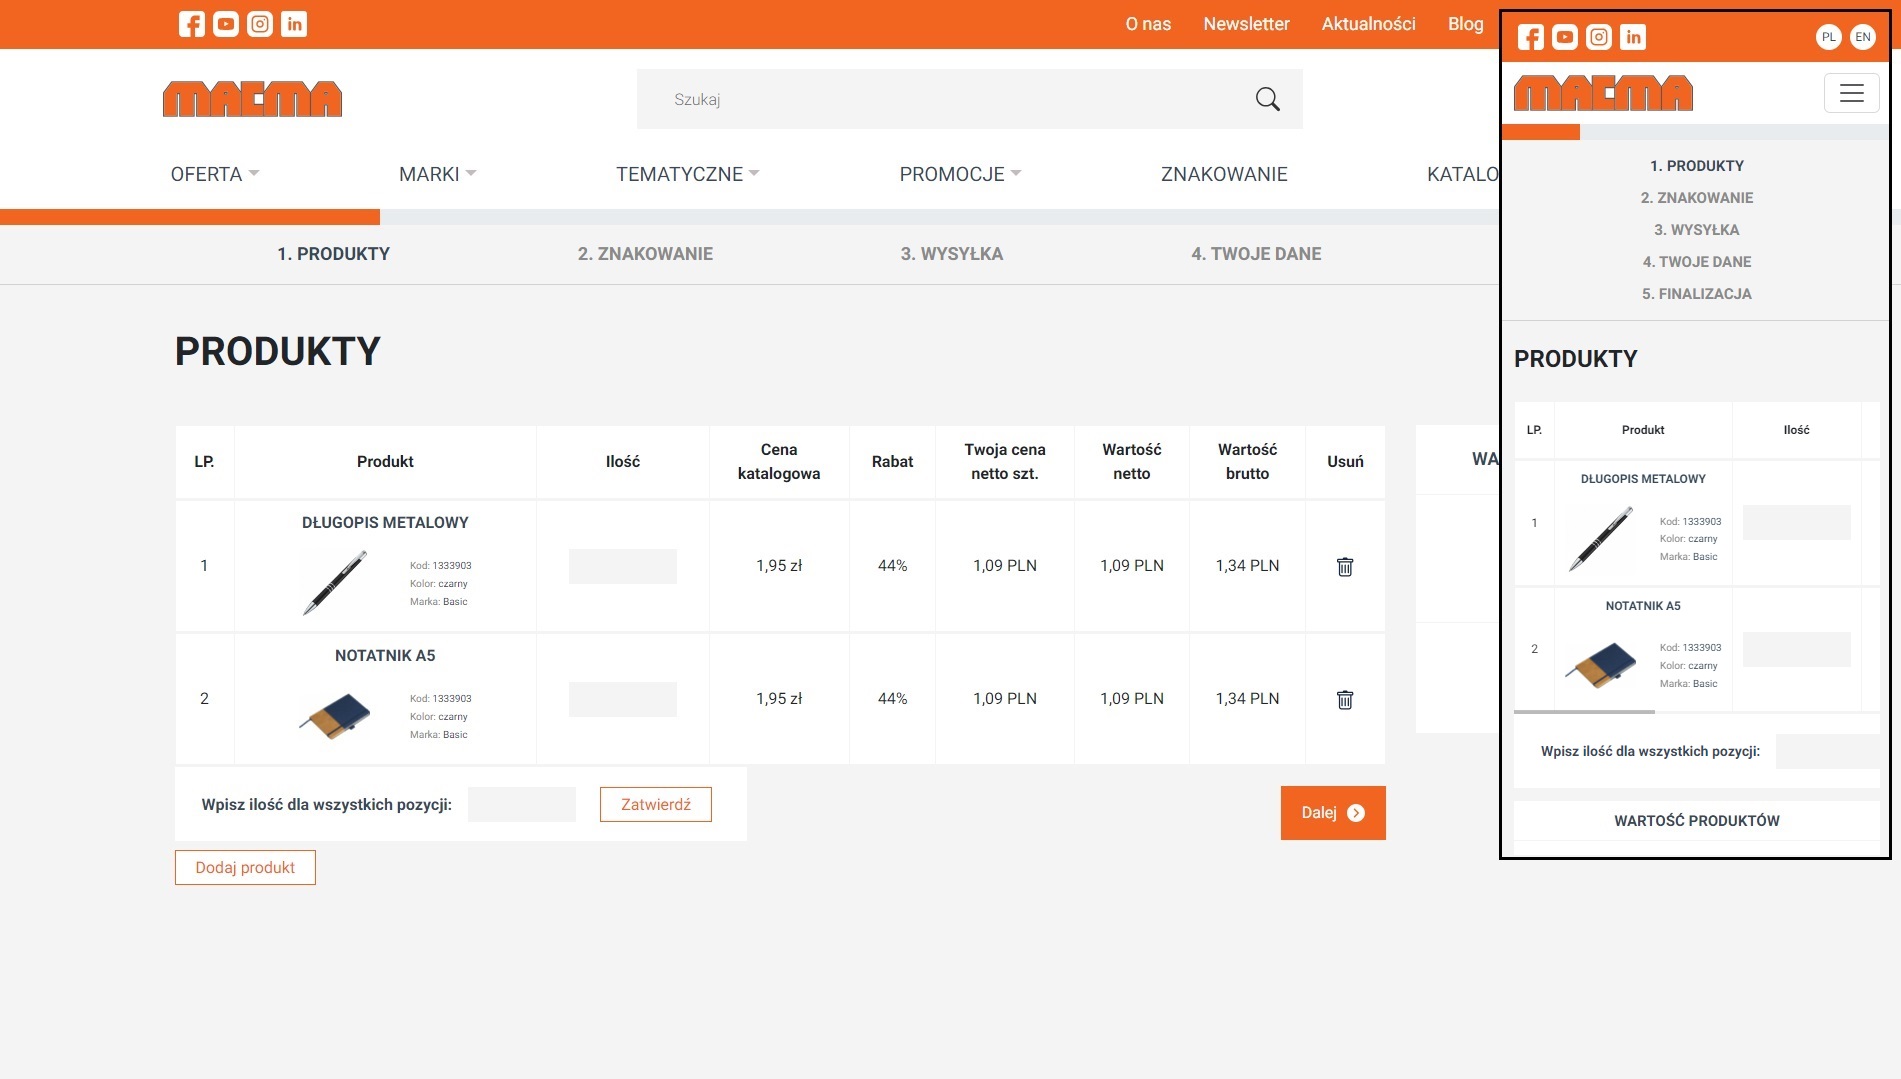 O nas Newsletter Aktualności Blog
MACMA
Szukaj
OFERTA MARKI TEMATYCZNE PROMOCJE ZNAKOWANIE KATALO
1. PRODUKTY 2. ZNAKOWANIE 3. WYSYŁKA 4. TWOJE DANE
PRODUKTY
LP. Produkt Ilość Cena katalogowa Rabat Twoja cena netto szt. Wartość netto Wartość brutto Usuń
DŁUGOPIS METALOWY
1 1,95 zł 44% 1,09 PLN 1,09 PLN 1,34 PLN
Kod: 1333903
Kolor: czarny
Marka: Basic
NOTATNIK A5
2 1,95 zł 44% 1,09 PLN 1,09 PLN 1,34 PLN
Kod: 1333903
Kolor: czarny
Marka: Basic
Wpisz ilość dla wszystkich pozycji: Zatwierdź
Dalej
Dodaj produkt
WA
PL EN
MACMA
1. PRODUKTY
2. ZNAKOWANIE
3. WYSYŁKA
4. TWOJE DANE
5. FINALIZACJA
PRODUKTY
LP. Produkt Ilość
DŁUGOPIS METALOWY
1
Kod: 1333903
Kolor: czarny
Marka: Basic
NOTATNIK A5
2
Kod: 1333903
Kolor: czarny
Marka: Basic
Wpisz ilość dla wszystkich pozycji:
WARTOŚĆ PRODUKTÓW